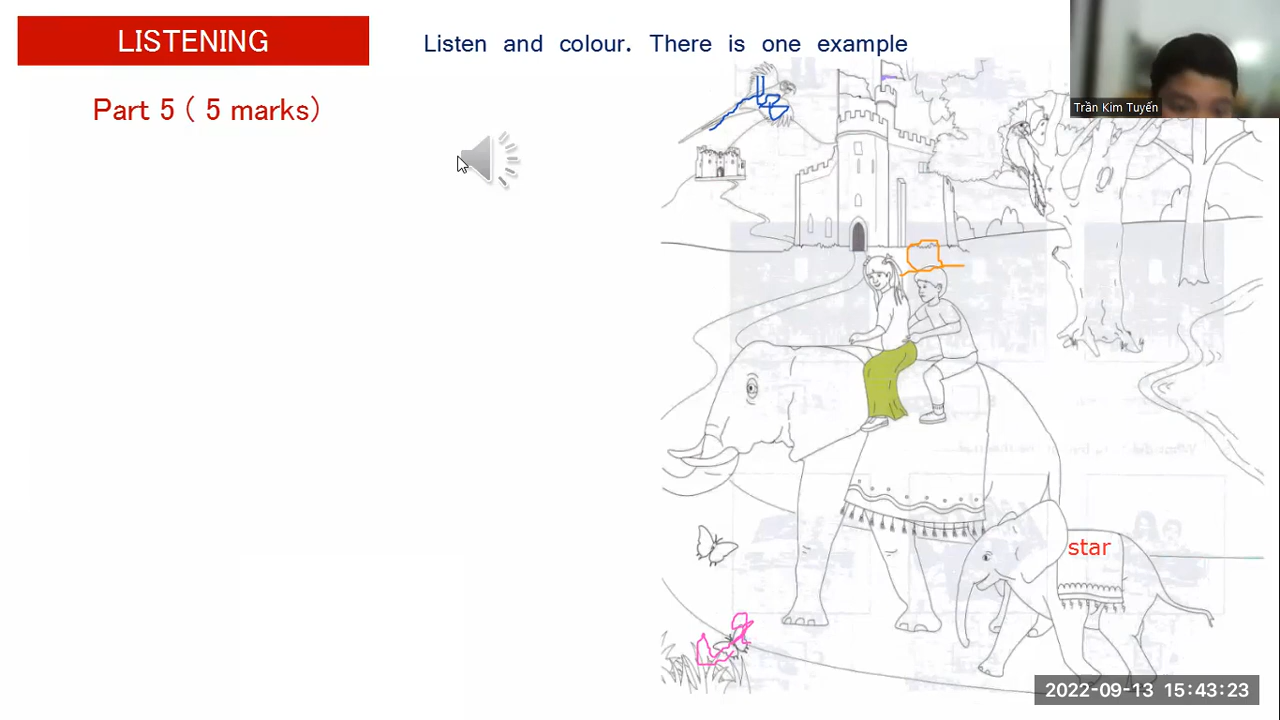 LISTENING
Listen and colour. There is one example
Part 5 ( 5 marks)
Trần Kim Tuyến
star
2022-09-13 15:43:23